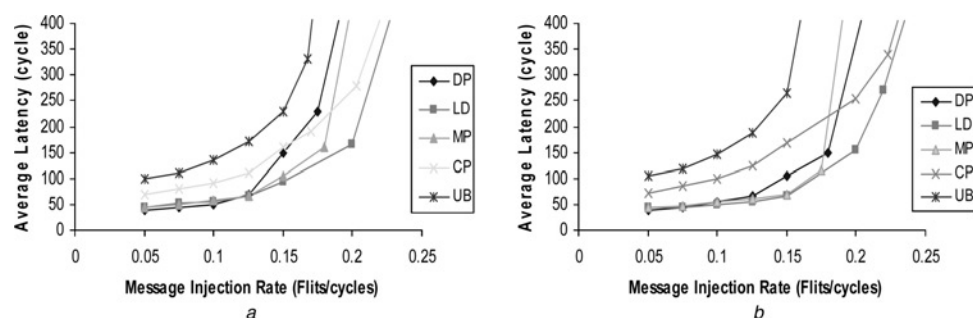 Average Latency (cycle)
400
350
300
250
200
150
100
50
0
0
0.05
0.1
0.15
0.2
0.25
Message Injection Rate (Flits/cycles)
DP
LD
MP
CP
UB
a
Average Latency (cycle)
400
350
300
250
200
150
100
50
0
0
0.05
0.1
0.15
0.2
0.25
Message Injection Rate (Flits/cycles)
DP
LD
MP
CP
UB
b